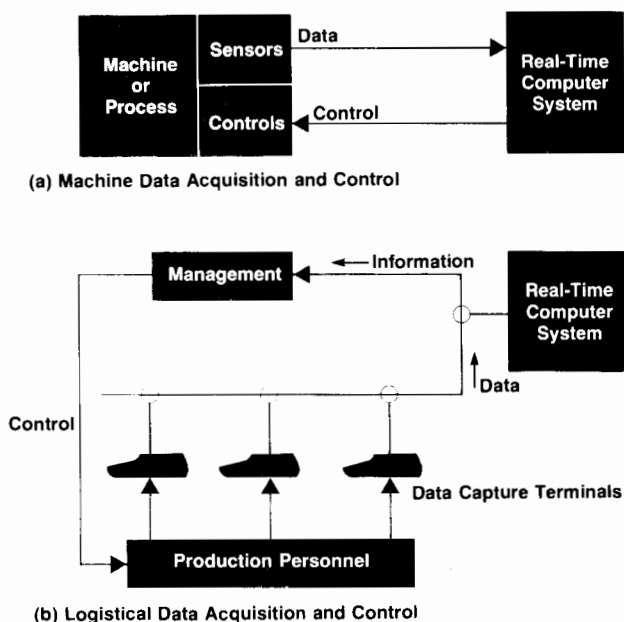 Machine
or
Process
Sensors
Controls
Data
Control
Real-Time
Computer
System
(a) Machine Data Acquisition and Control
Management
Information
Real-Time
Computer
System
Data
Control
Data Capture Terminals
Production Personnel
(b) Logistical Data Acquisition and Control